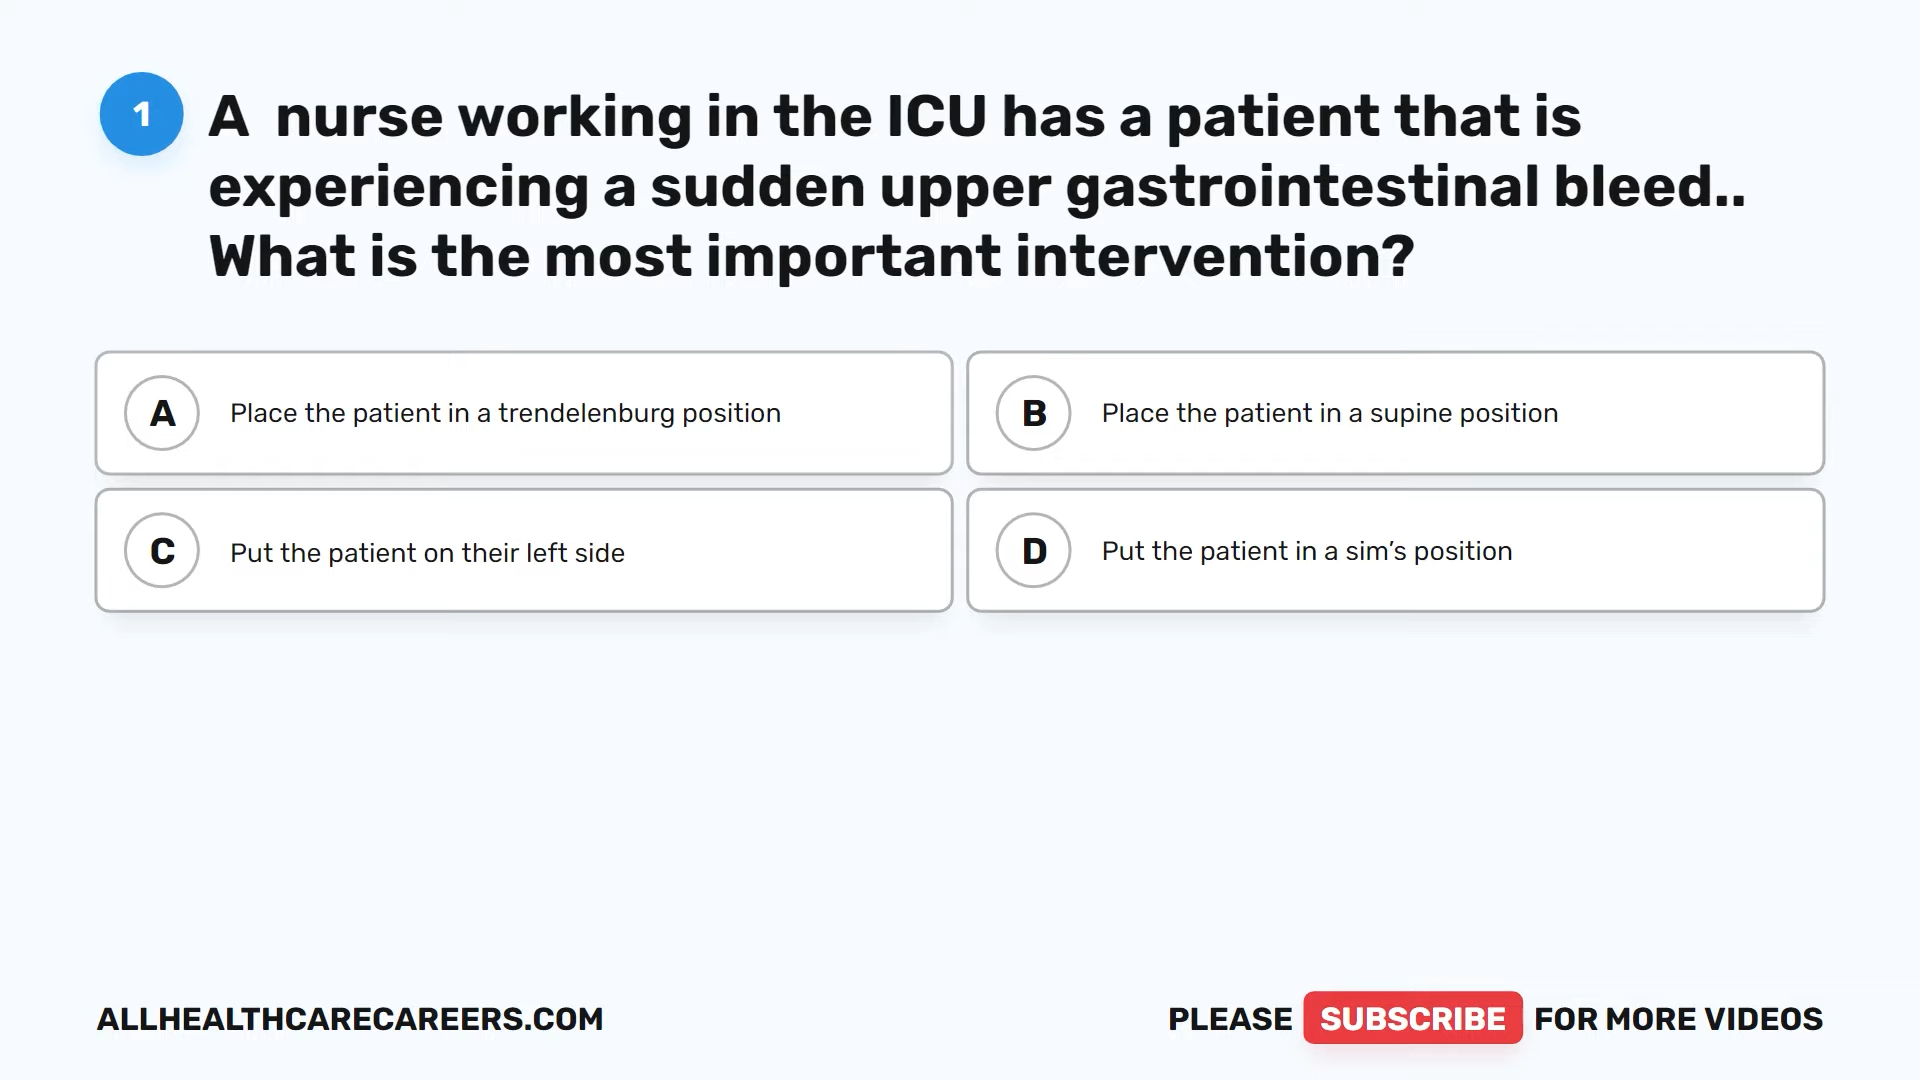 1
A  nurse working in the ICU has a patient that is
experiencing a sudden upper gastrointestinal bleed..
What is the most important intervention?
A Place the patient in a trendelenburg position
B Place the patient in a supine position
C Put the patient on their left side
D Put the patient in a sim’s position
ALLHEALTHCARECAREERS.COM
PLEASE SUBSCRIBE FOR MORE VIDEOS